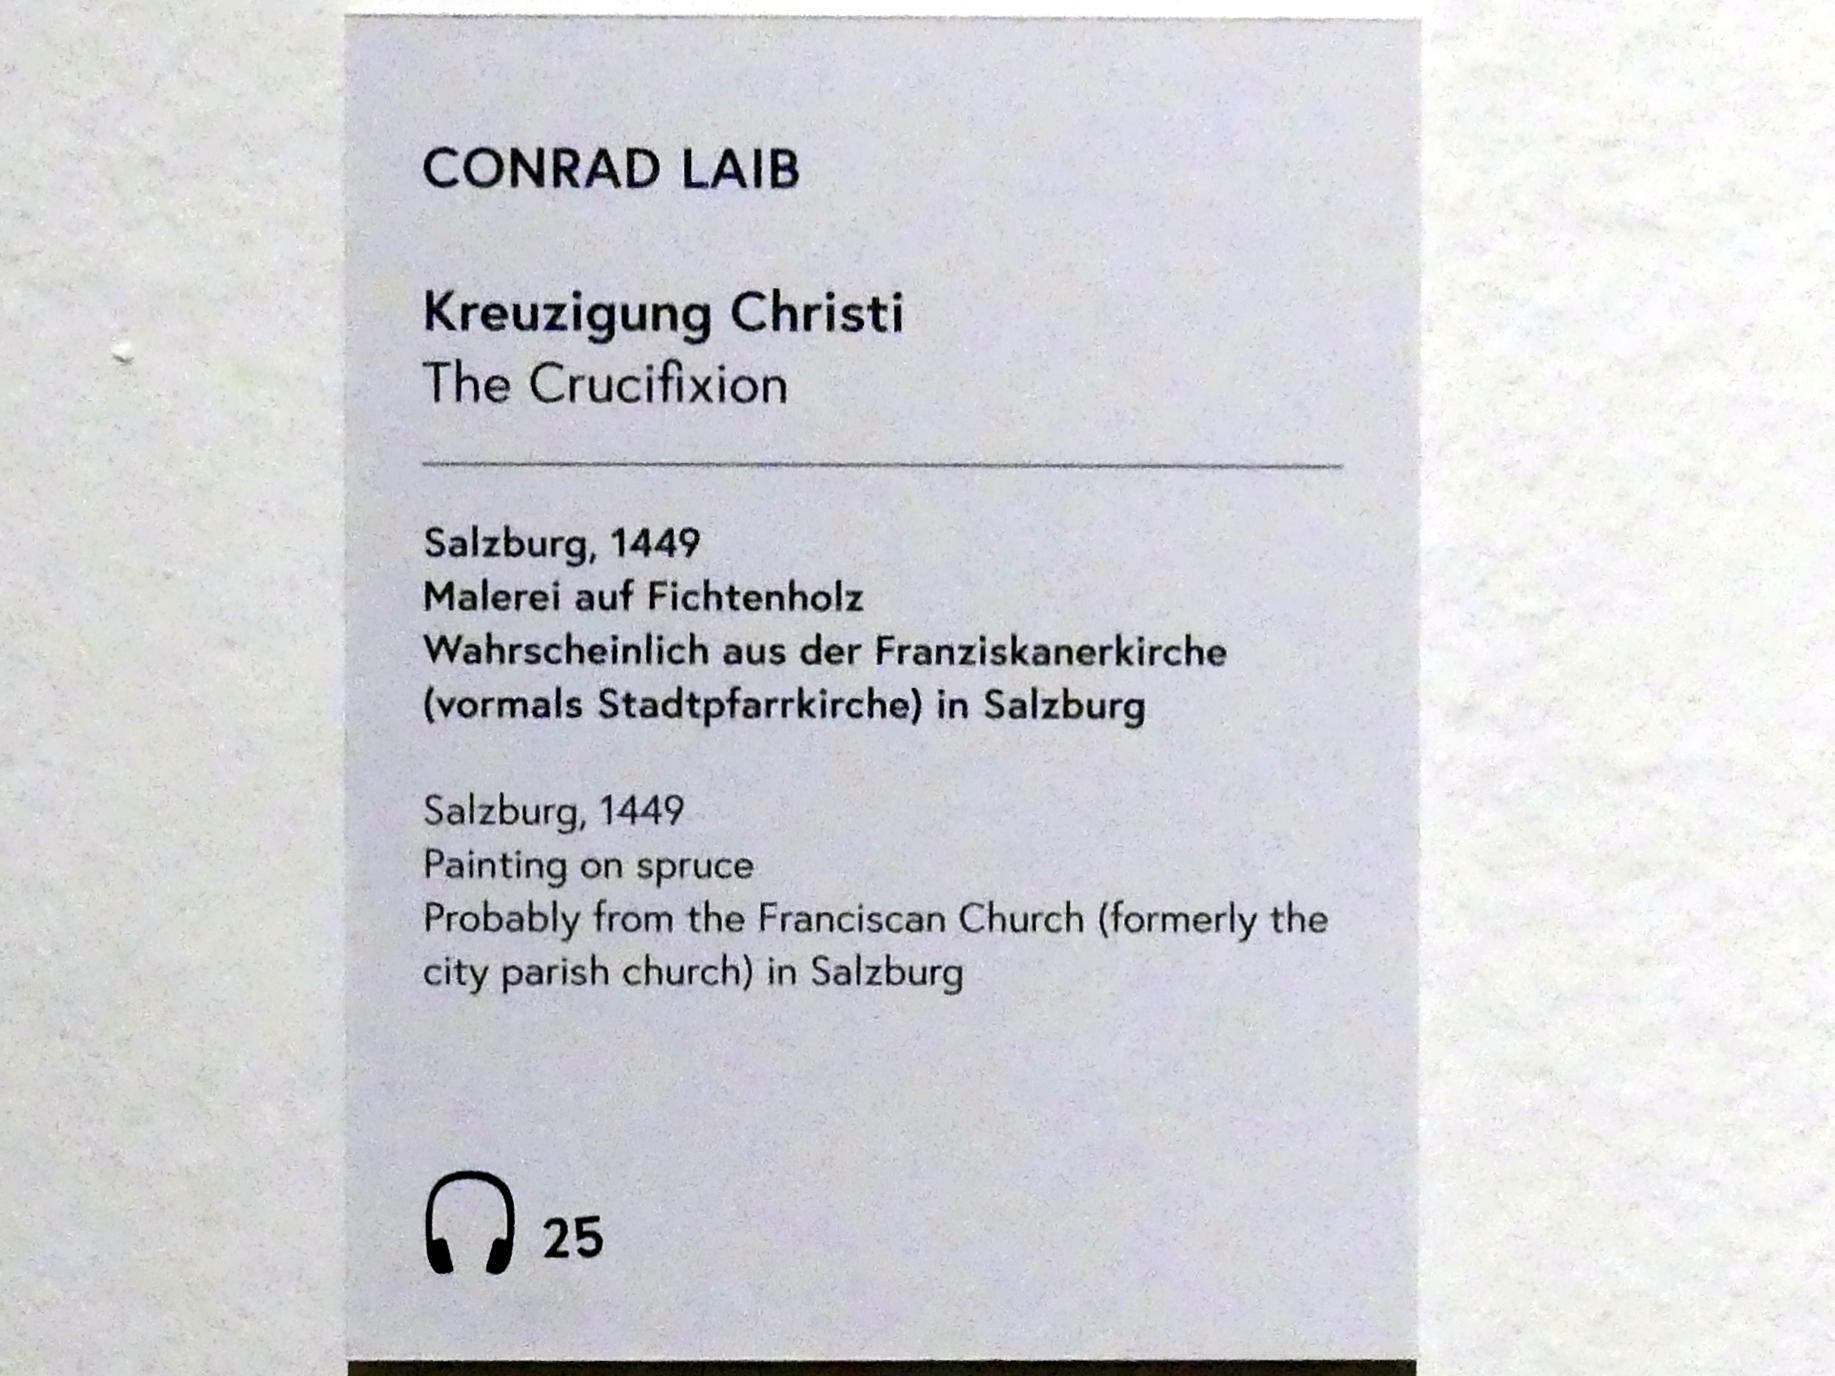 CONRAD LAIB
Kreuzigung Christi
The Crucifixion
Salzburg, 1449
Malerei auf Fichtenholz
Wahrscheinlich aus der Franziskanerkirche
(vormals Stadtpfarrkirche) in Salzburg
Salzburg, 1449
Painting on spruce
Probably from the Franciscan Church (formerly the
city parish church) in Salzburg
25